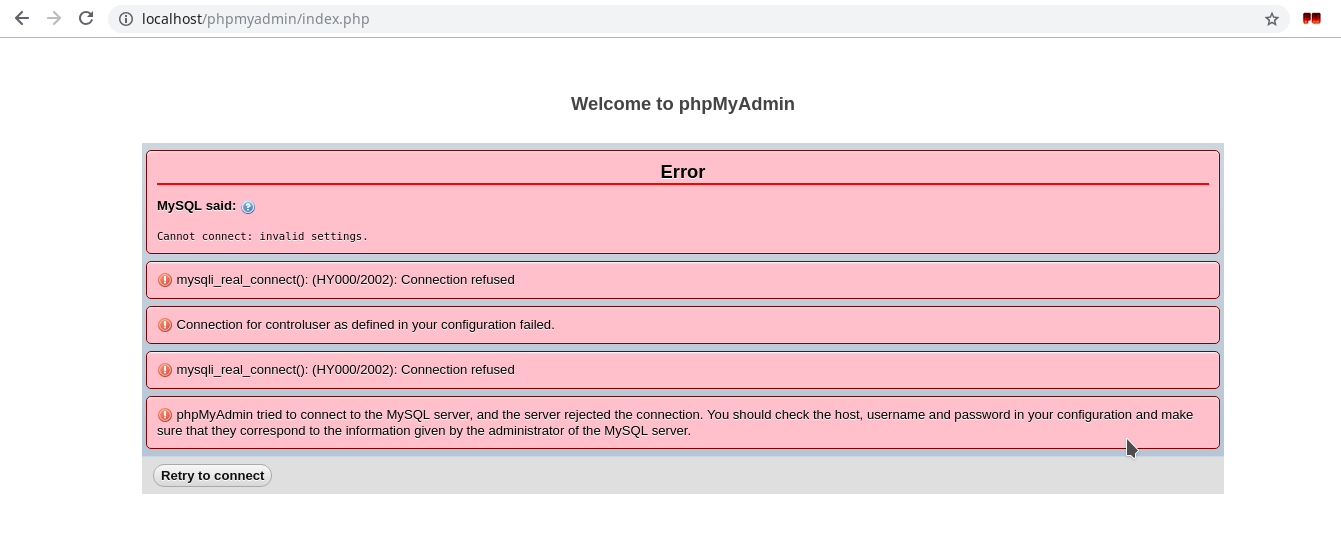 localhost/phpmyadmin/index.php
Welcome to phpMyAdmin
Error
MySQL said:
Cannot connect: invalid settings.
mysqli_real_connect(): (HY000/2002): Connection refused
Connection for controluser as defined in your configuration failed.
mysqli_real_connect(): (HY000/2002): Connection refused
phpMyAdmin tried to connect to the MySQL server, and the server rejected the connection. You should check the host, username and password in your configuration and make
sure that they correspond to the information given by the administrator of the MySQL server.
Retry to connect